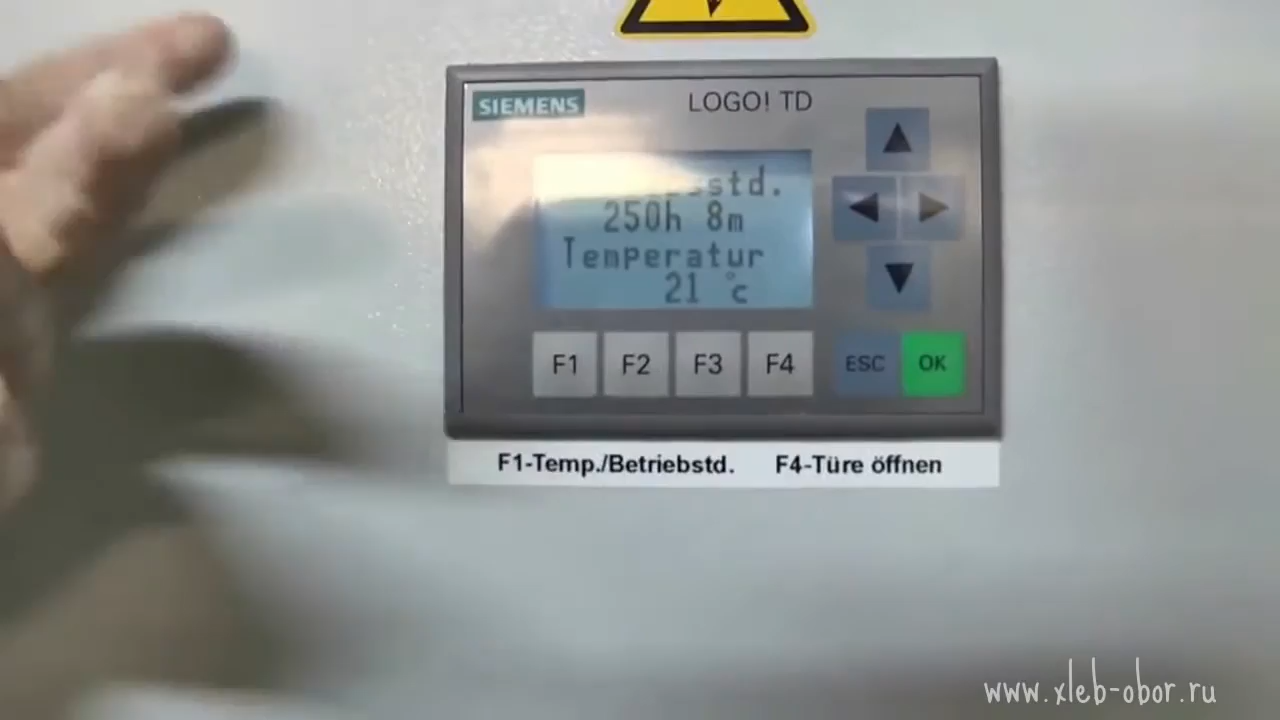 SIEMENS
LOGO! TD
250h 8m
Temperatur
21 °c
F1 F2 F3 F4 ESC OK
F1-Temp./Betriebstd. F4-Türe öffnen
www.xleb-obor.ru